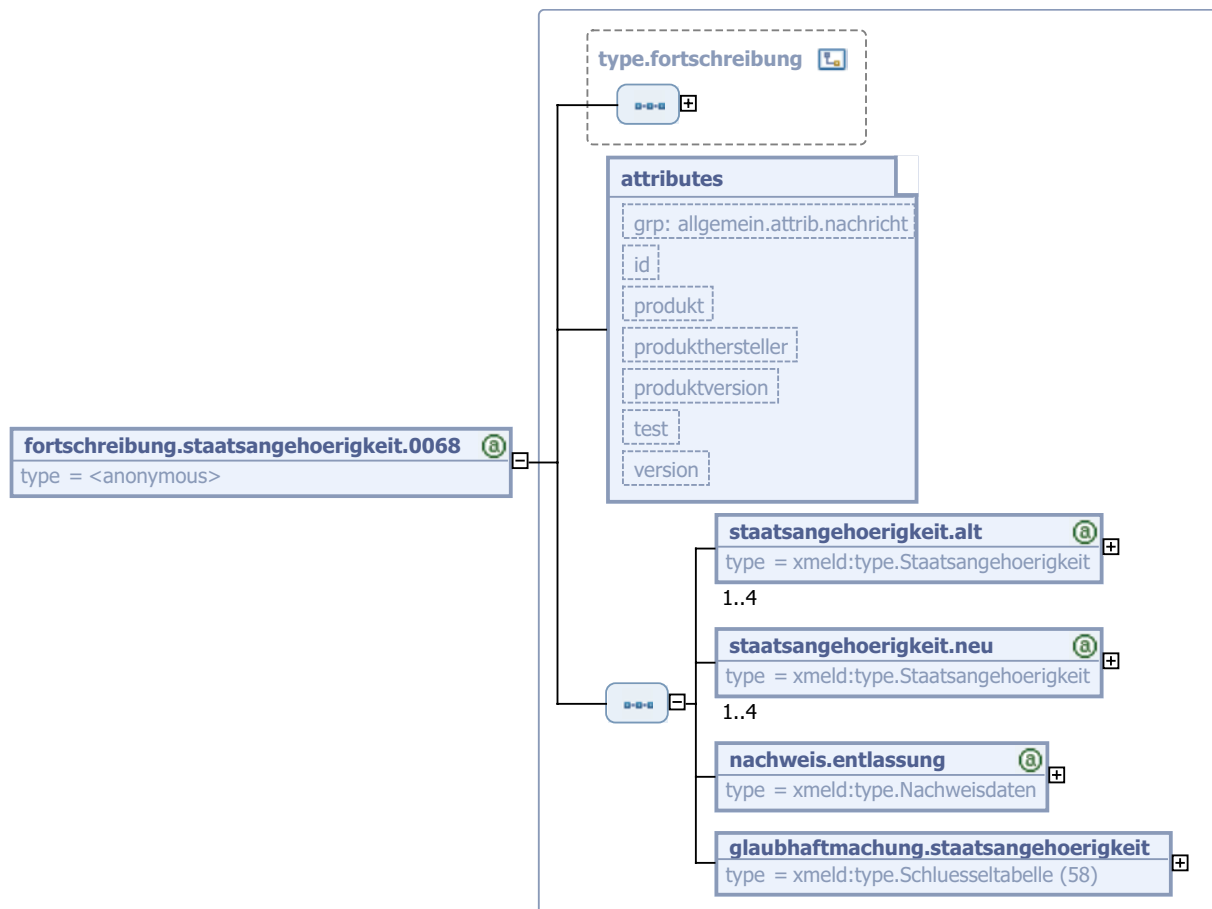 type.fortschreibung
attributes
grp: allgemein.attrib.nachricht
id
produkt
produkthersteller
produktversion
test
version
fortschreibung.staatsangehoerigkeit.0068
type = <anonymous>
staatsangehoerigkeit.alt
type = xmeld:type.Staatsangehoerigkeit
1..4
staatsangehoerigkeit.neu
type = xmeld:type.Staatsangehoerigkeit
1..4
nachweis.entlassung
type = xmeld:type.Nachweisdaten
glaubhaftmachung.staatsangehoerigkeit
type = xmeld:type.Schluesseltabelle (58)